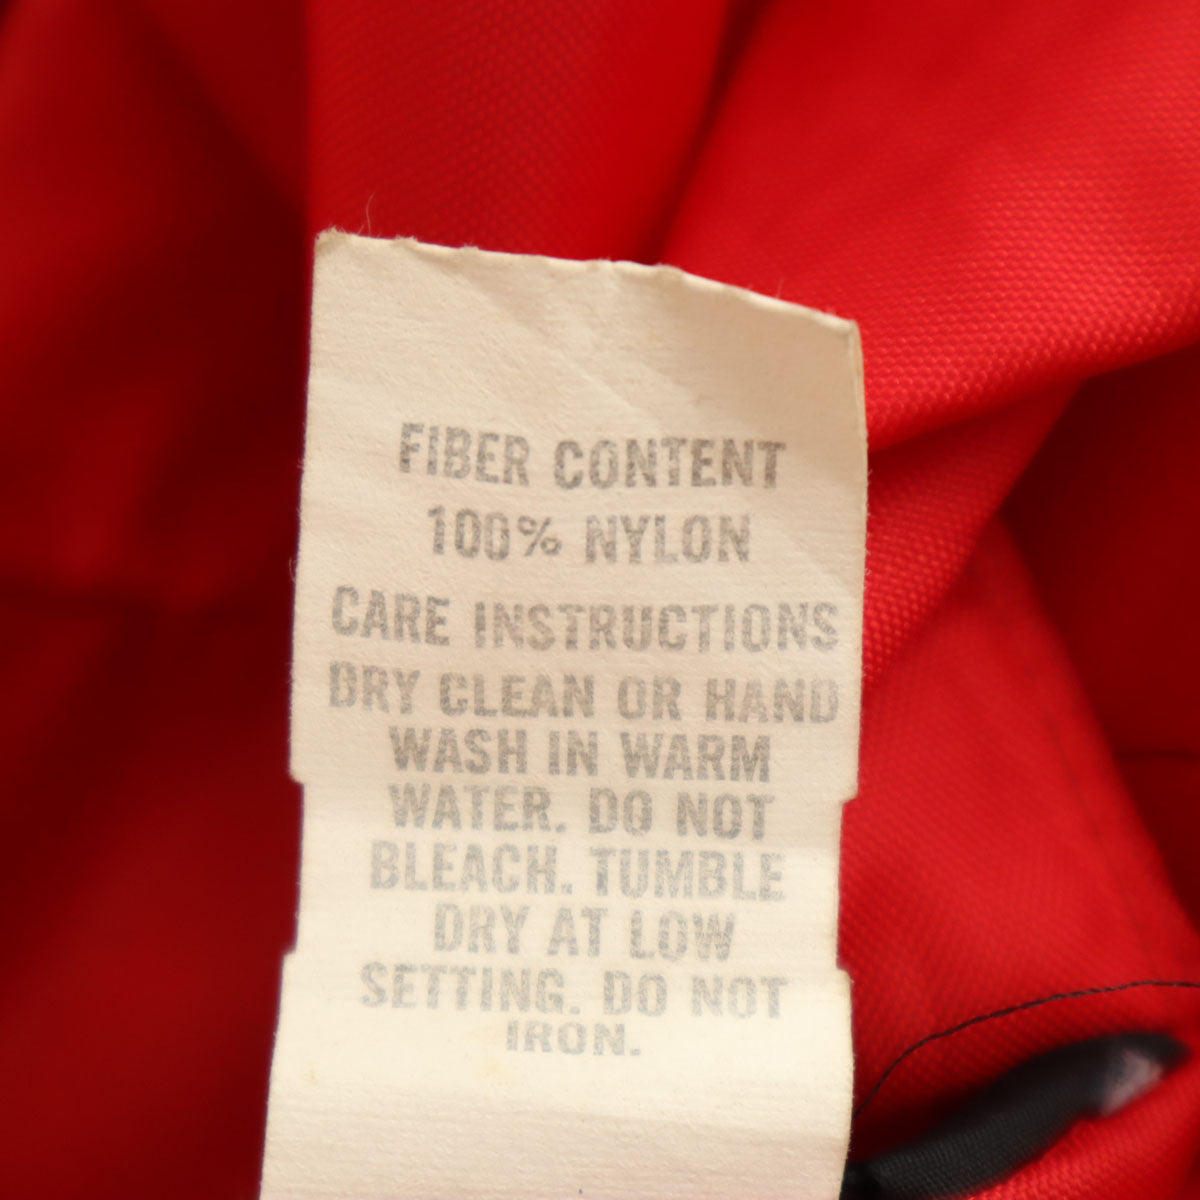 FIBER CONTENT
100% NYLON
CARE INSTRUCTIONS
DRY CLEAN OR HAND
WASH IN WARM
WATER. DO NOT
BLEACH. TUMBLE
DRY AT LOW
SETTING. DO NOT
IRON.